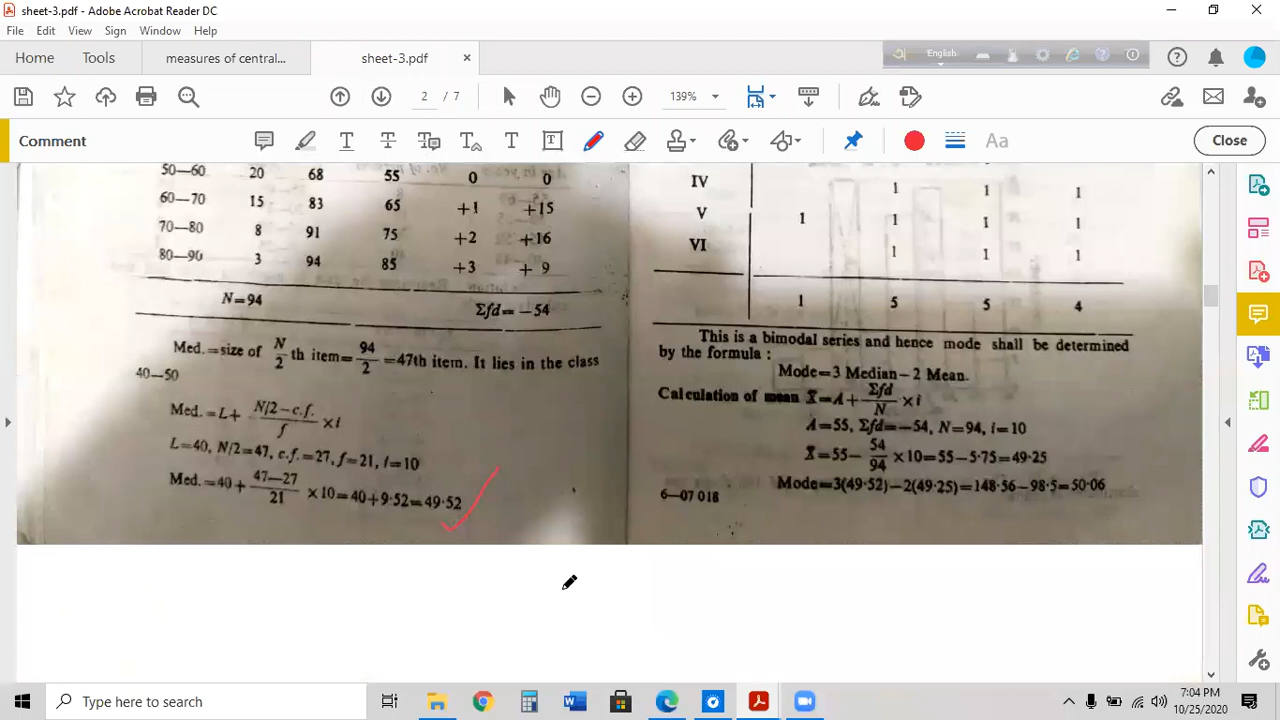 sheet-3.pdf - Adobe Acrobat Reader DC
File Edit View Sign Window Help
Home Tools measures of central... sheet-3.pdf English
2 / 7 139%
Comment Close
50—60 20 68 55 0 0
60—70 15 83 65 +1 +15
70—80 8 91 75 +2 +16
80—90 3 94 85 +3 + 9
N=94 Σfd= −54
Med.=size of N/2 th item= 94/2 =47th item. It lies in the class
40—50
Med.=L+ N/2−c.f./f ×i
L=40, N/2=47, c.f.=27, f=21, i=10
Med.=40+ 47−27/21 ×10=40+9·52=49·52
IV 1 1 1
V 1 1 1 1
VI 1 1 1
1 5 5 4
This is a bimodal series and hence mode shall be determined
by the formula :
Mode=3 Median−2 Mean.
Calculation of mean X̄=A+ Σfd/N ×i
A=55, Σfd=−54, N=94, i=10
X̄=55− 54/94 ×10=55−5·75=49·25
Mode=3(49·52)−2(49·25)=148·56−98·5=50·06
6—07 018
Type here to search
7:04 PM
10/25/2020